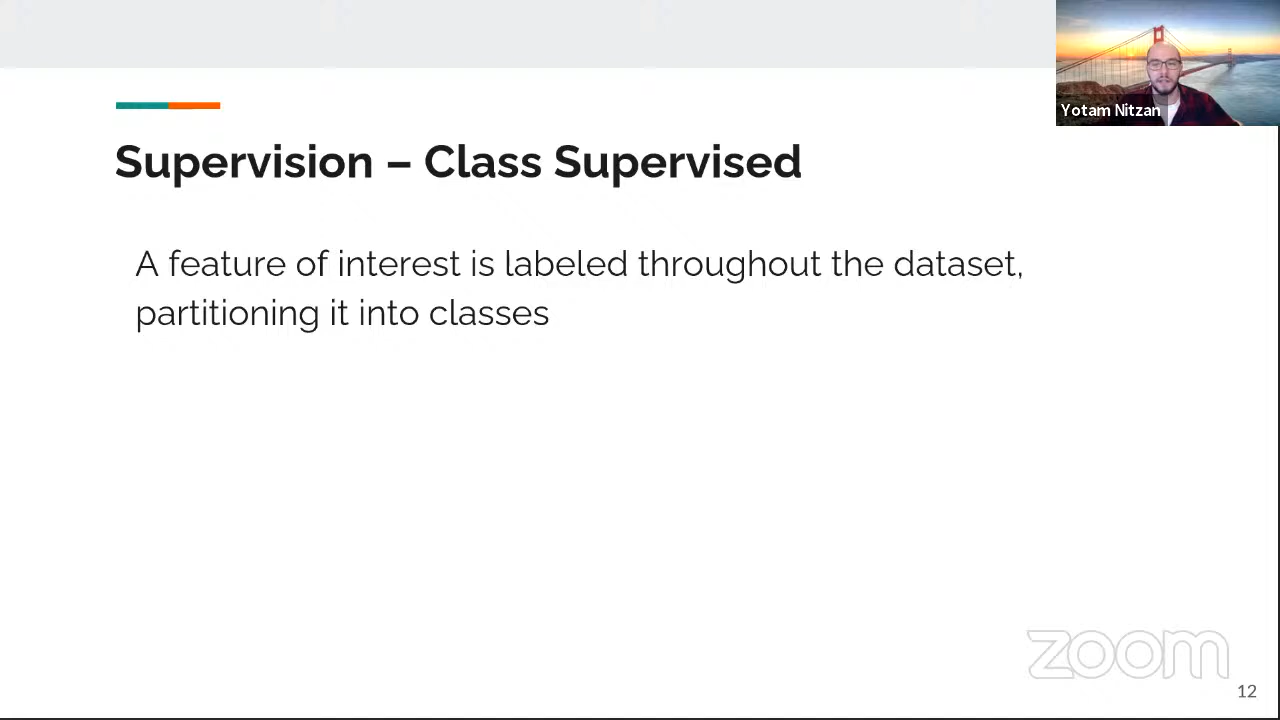 Yotam Nitzan
Supervision – Class Supervised
A feature of interest is labeled throughout the dataset,
partitioning it into classes
zoom
12